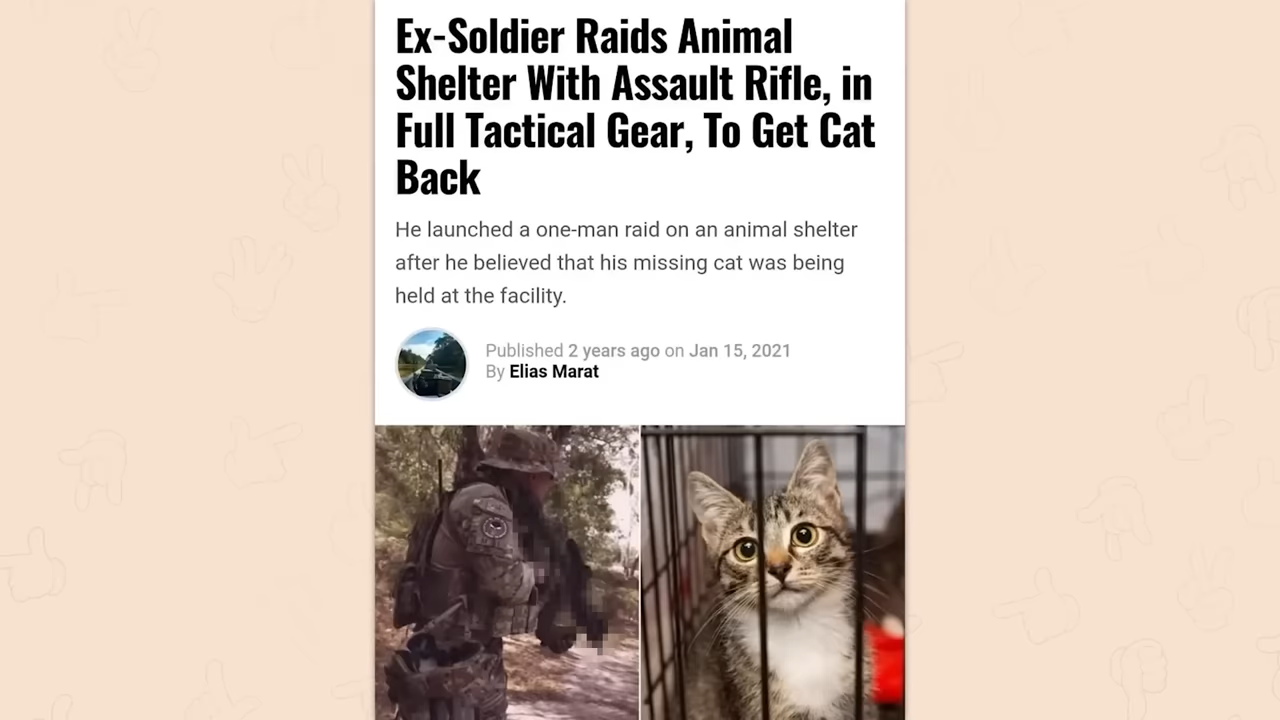 Ex-Soldier Raids Animal
Shelter With Assault Rifle, in
Full Tactical Gear, To Get Cat
Back
He launched a one-man raid on an animal shelter
after he believed that his missing cat was being
held at the facility.
Published 2 years ago on Jan 15, 2021
By Elias Marat